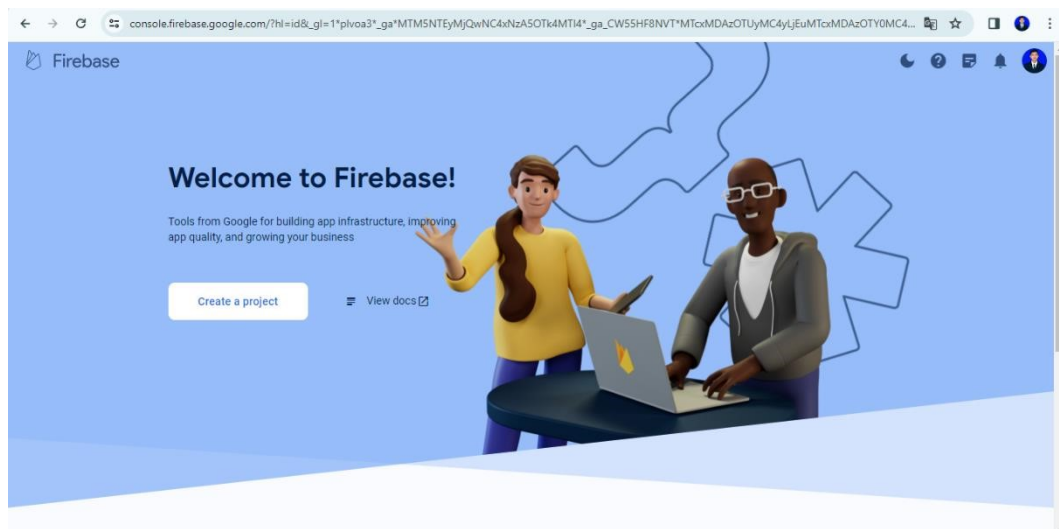 console.firebase.google.com/?hl=id&_gl=1*plvoa3*_ga*MTM5NTEyMjQwNC4xNzA5OTk4MTI4*_ga_CW55HF8NVT*MTcxMDAzOTUyMC4yLjEuMTcxMDAzOTY0MC4...
Firebase
Welcome to Firebase!
Tools from Google for building app infrastructure, improving
app quality, and growing your business
Create a project
View docs